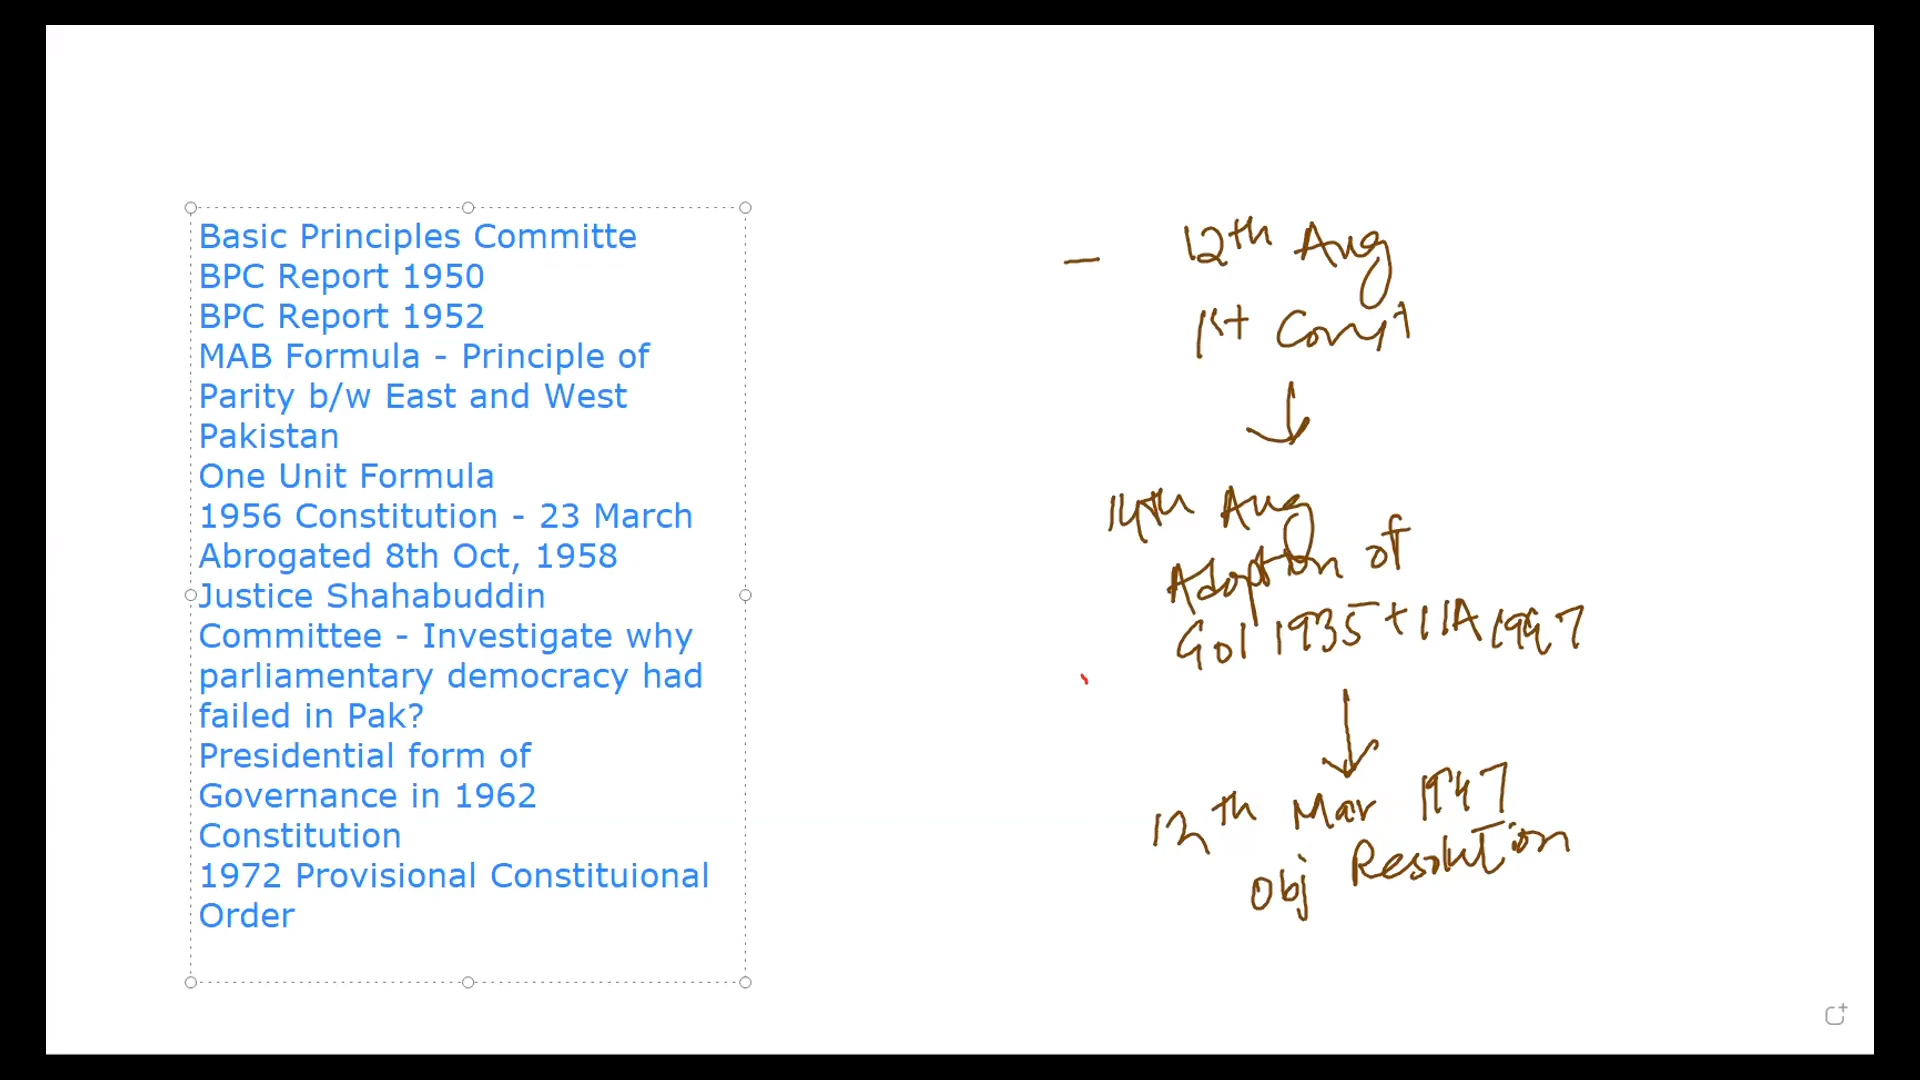 Basic Principles Committe
BPC Report 1950
BPC Report 1952
MAB Formula - Principle of
Parity b/w East and West
Pakistan
One Unit Formula
1956 Constitution - 23 March
Abrogated 8th Oct, 1958
Justice Shahabuddin
Committee - Investigate why
parliamentary democracy had
failed in Pak?
Presidential form of
Governance in 1962
Constitution
1972 Provisional Constituional
Order
- 12th Aug
1st Const
14th Aug
Adoption of
GoI 1935 + IIA 1947
12th Mar 1947
Obj Resolution